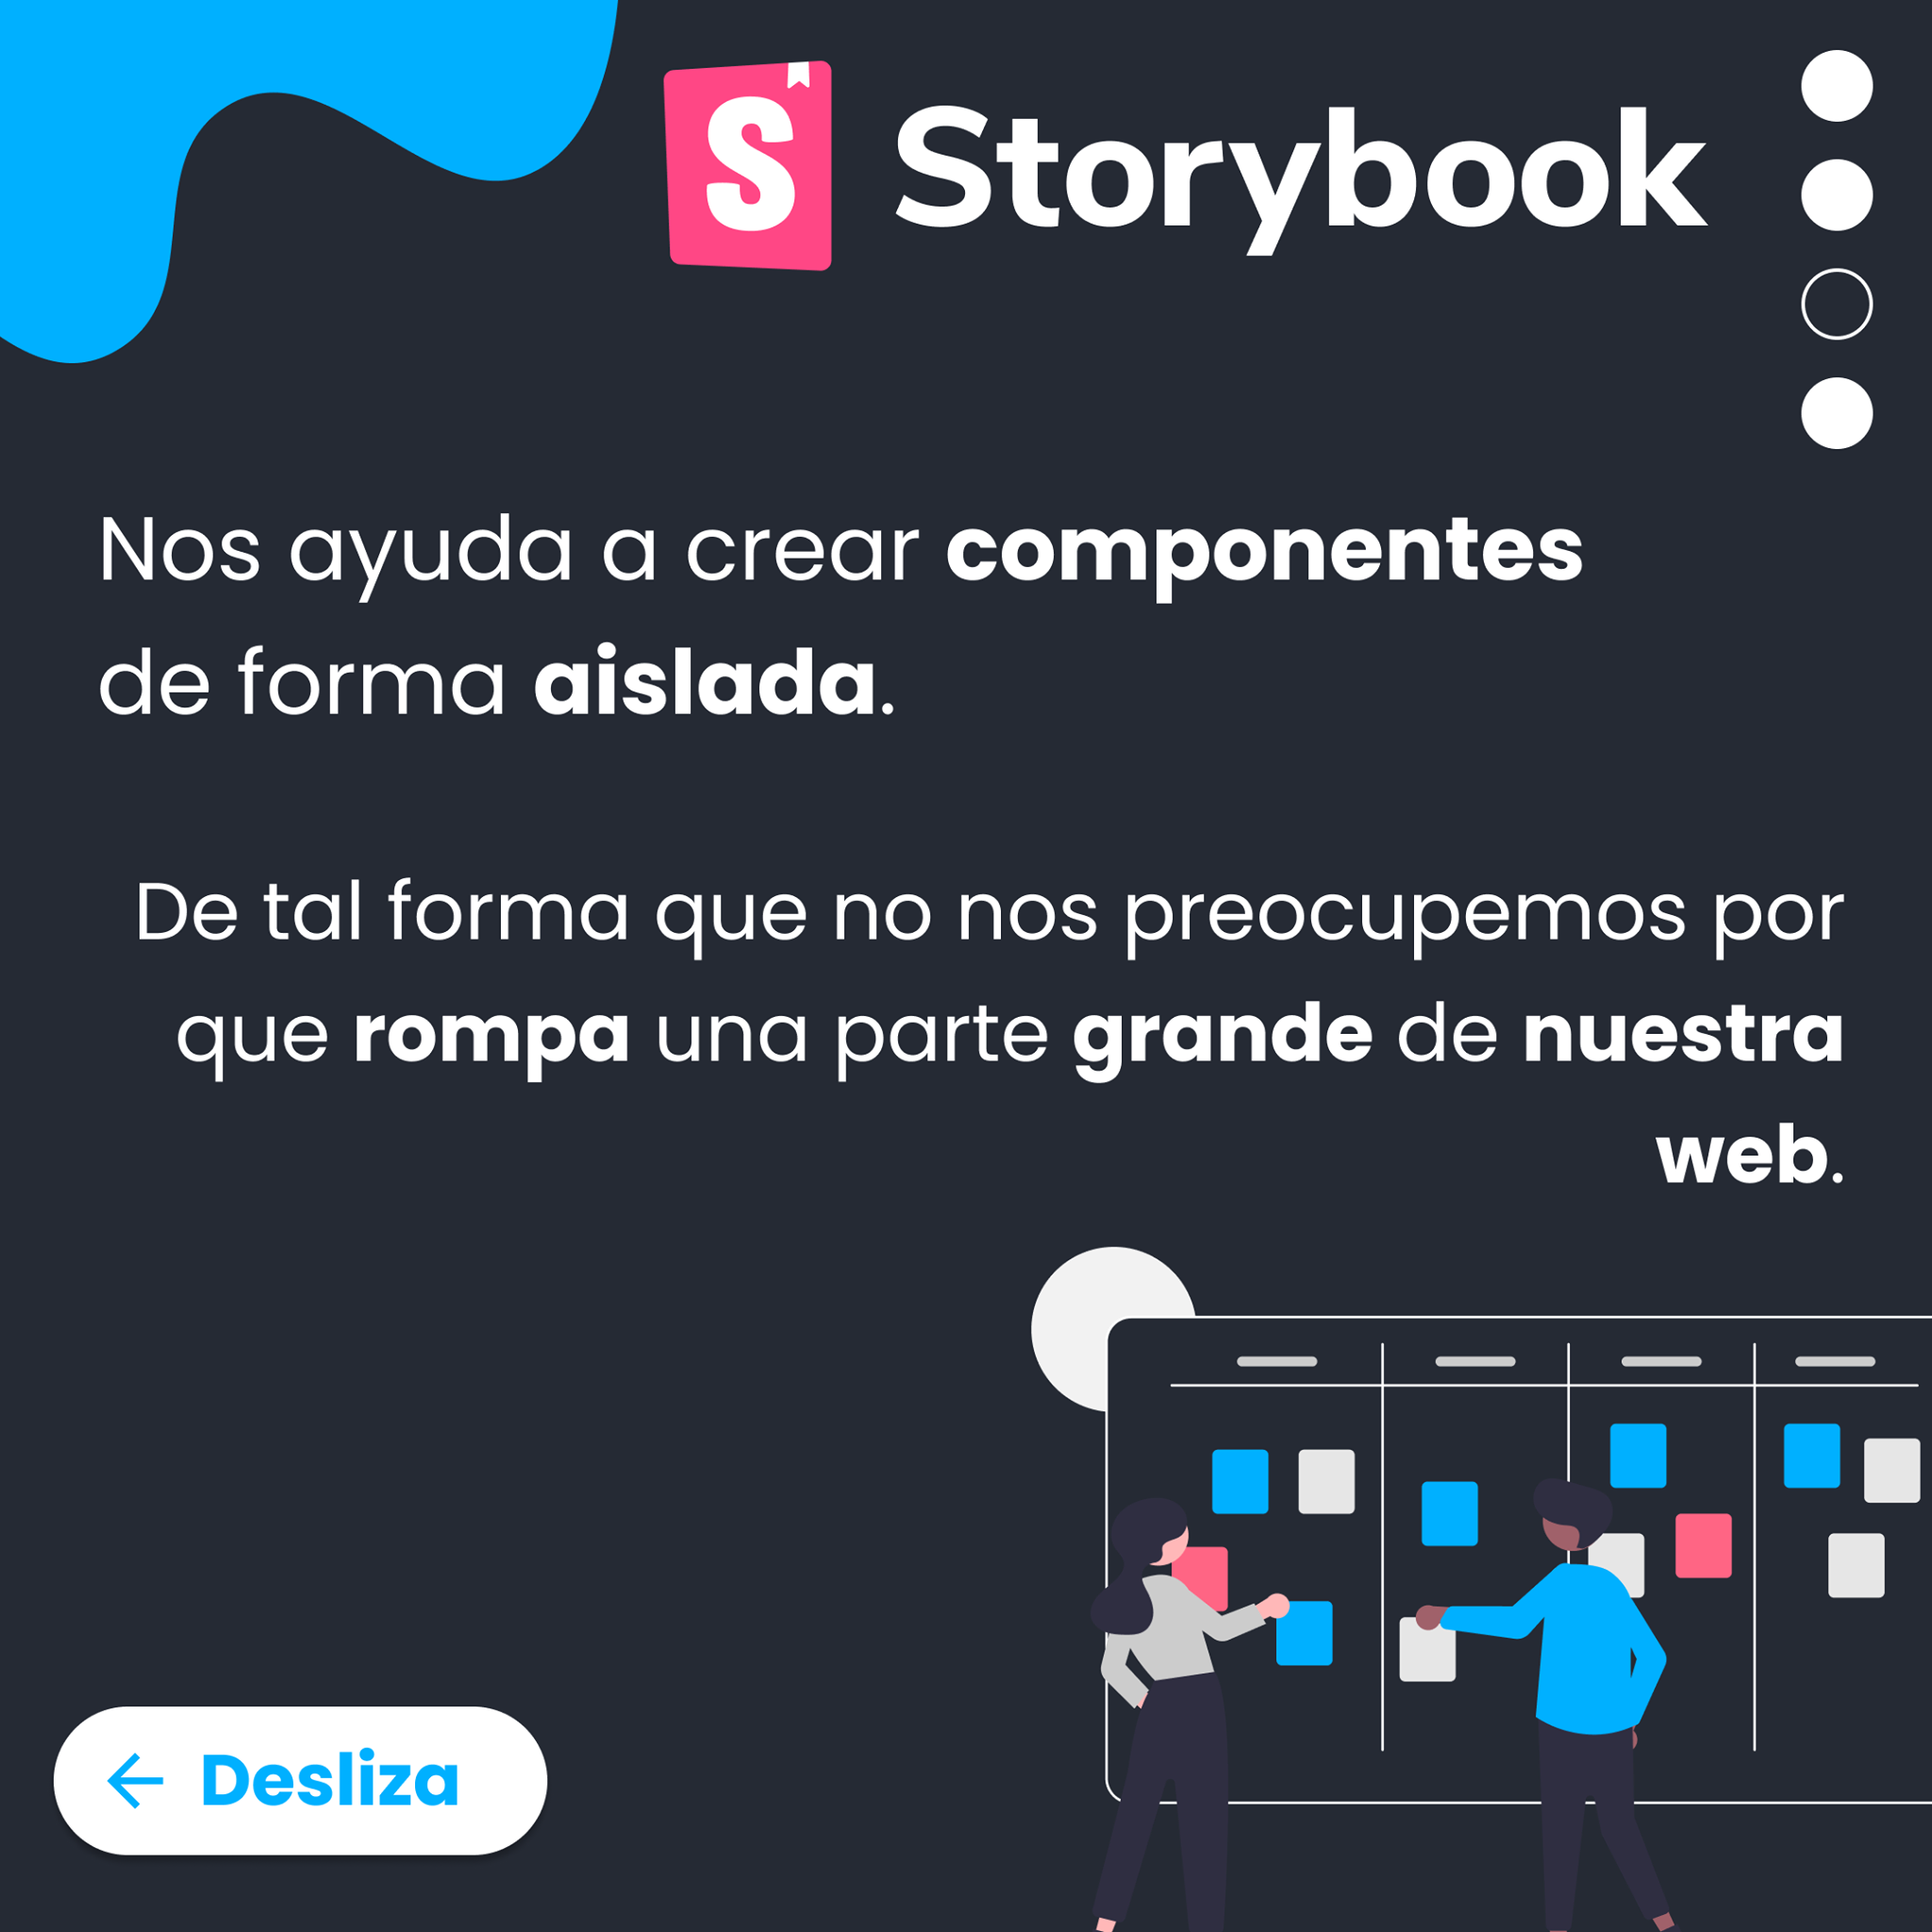 S Storybook
Nos ayuda a crear componentes
de forma aislada.
De tal forma que no nos preocupemos por
que rompa una parte grande de nuestra
web.
Desliza